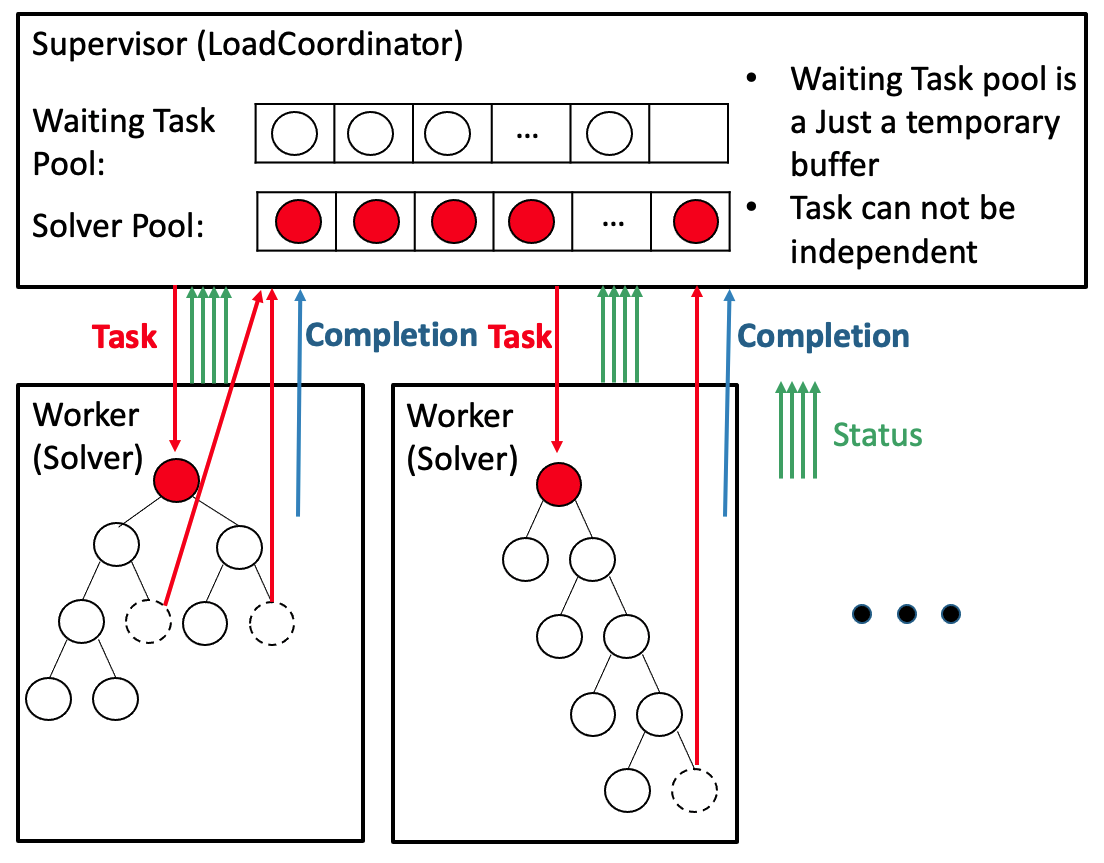 Supervisor (LoadCoordinator)
Waiting Task
Pool:
...
Solver Pool:
...
• Waiting Task pool is
a Just a temporary
buffer
• Task can not be
independent
Task
Completion
Task
Completion
Worker
(Solver)
Worker
(Solver)
Status